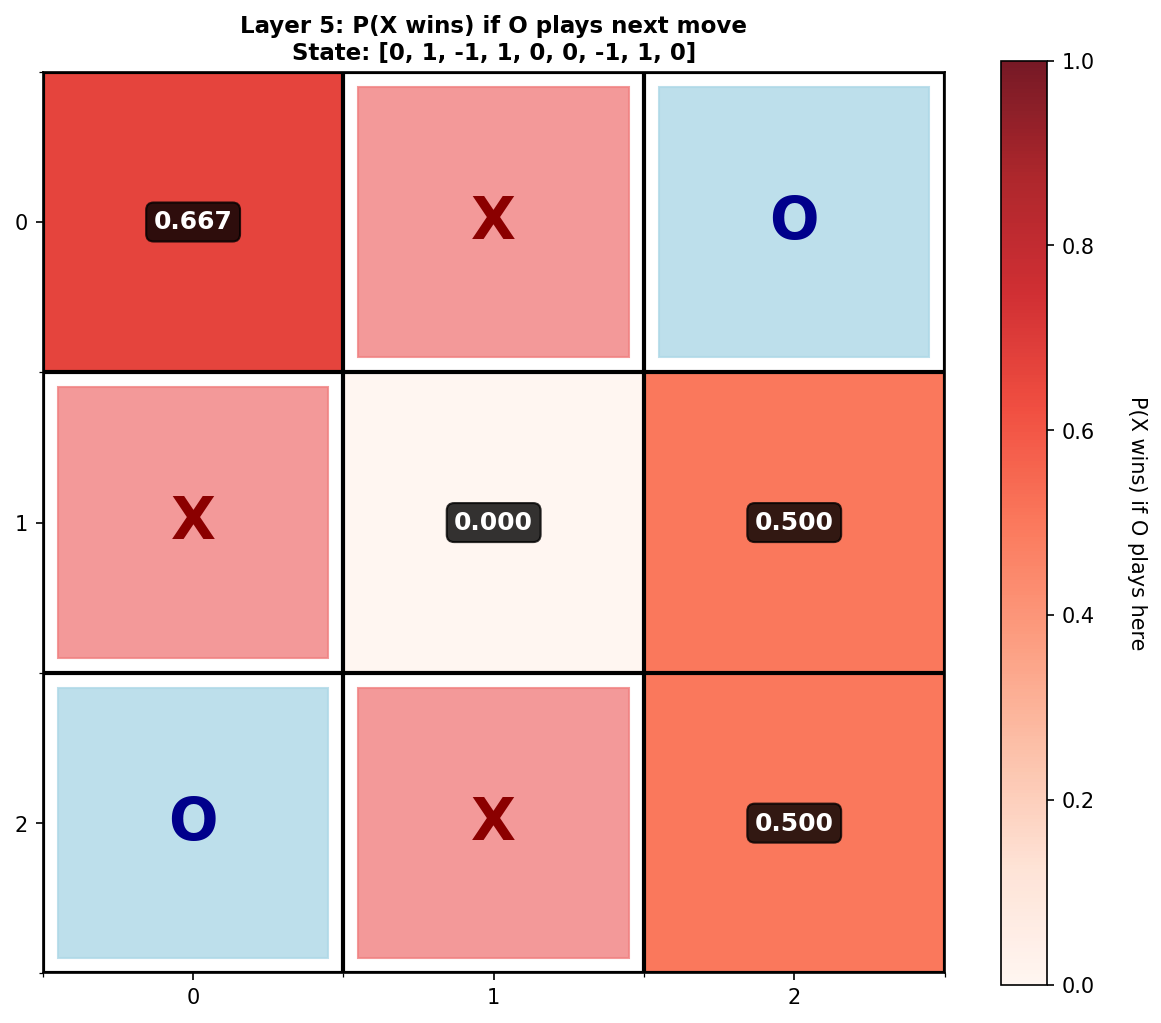 Layer 5: P(X wins) if O plays next move
State: [0, 1, -1, 1, 0, 0, -1, 1, 0]
0
0.667
X
O
1
X
0.000
0.500
2
O
X
0.500
0
1
2
1.0
0.8
0.6
0.4
0.2
0.0
P(X wins) if O plays here